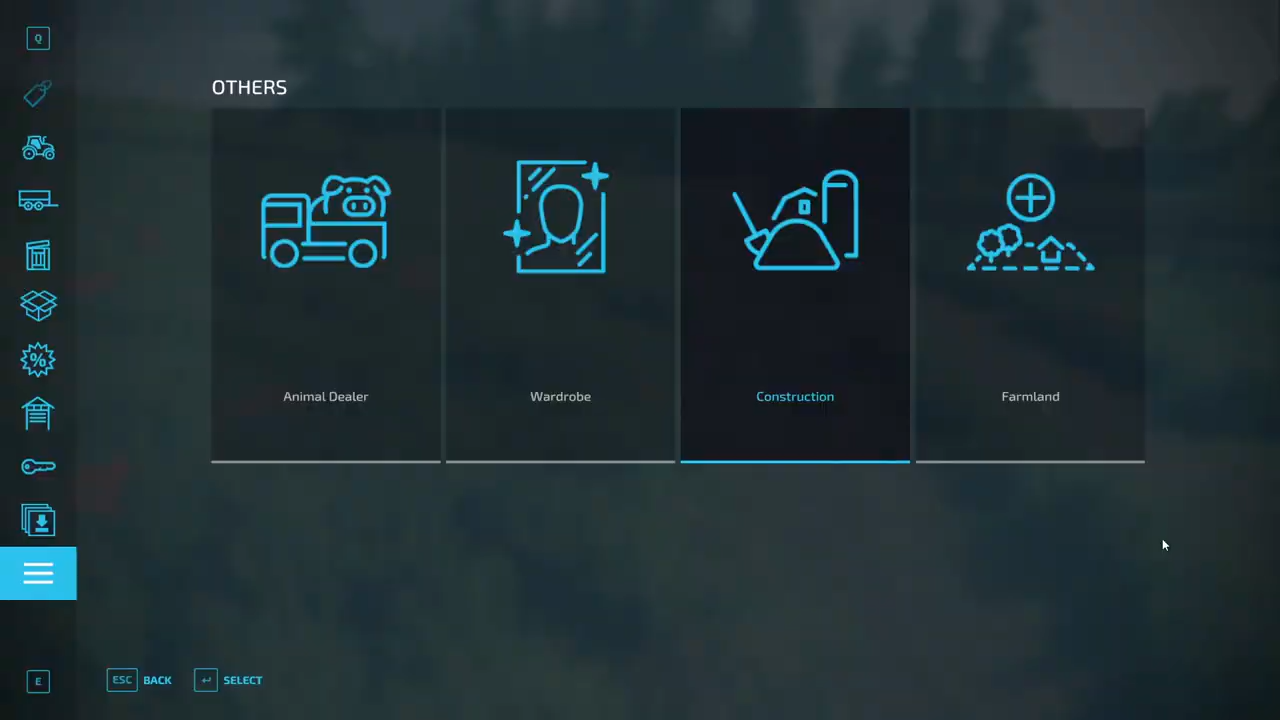 Q
OTHERS
%
Animal Dealer
Wardrobe
Construction
Farmland
E
ESC BACK
SELECT